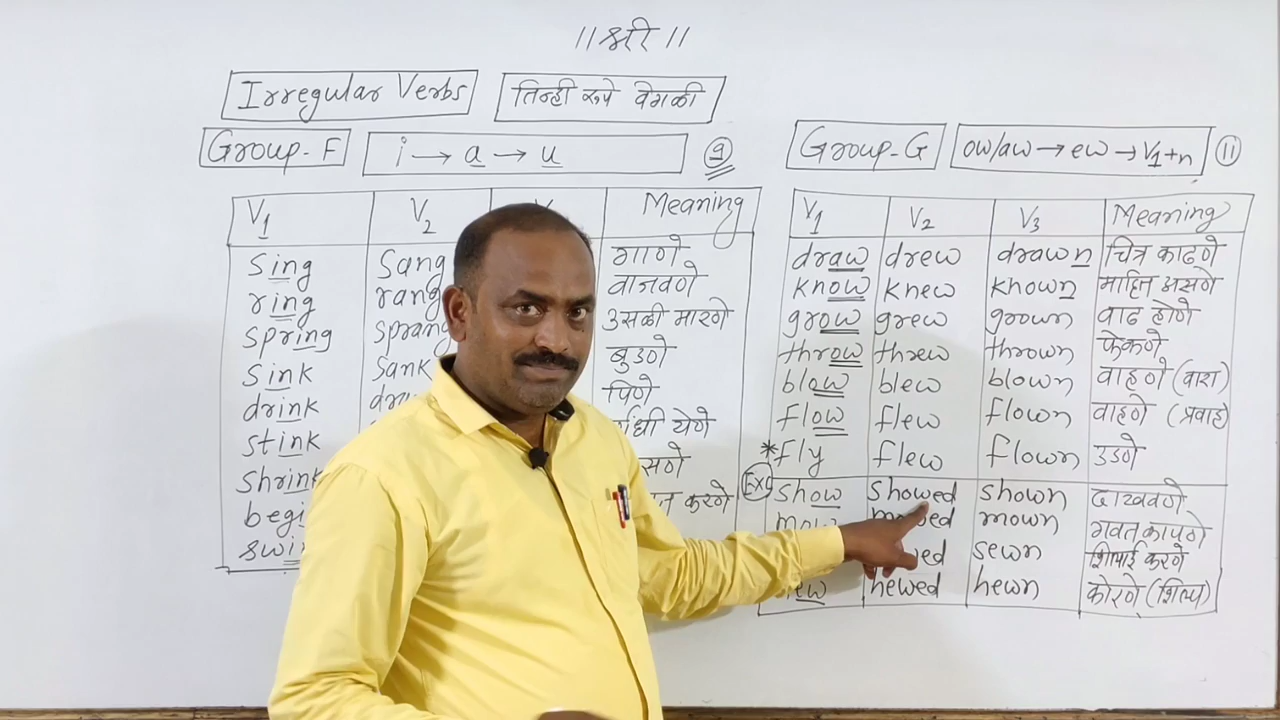 ॥ श्री ॥
Irregular Verbs तिन्ही रूपे वेगळी
Group-F i → a → u ९
V1 V2 Meaning
Sing Sang गाणे
ring rang वाजवणे
spring sprang उसळी मारणे
Sink Sank बुडणे
drink पिणे
stink येणे
Shrink
करणे
Group-G ow/aw → ew → V1+n 11
V1 V2 V3 Meaning
draw drew drawn चित्र काढणे
know knew known माहित असणे
grow grew grown वाढ होणे
throw threw thrown फेकणे
blow blew blown वाहणे (वारा)
flow flew flown वाहणे (प्रवाह)
*fly flew flown उडणे
Exc show showed shown दाखवणे
mown गवत कापणे
sewn शिलाई करणे
hewed hewn कोरणे (शिल्प)